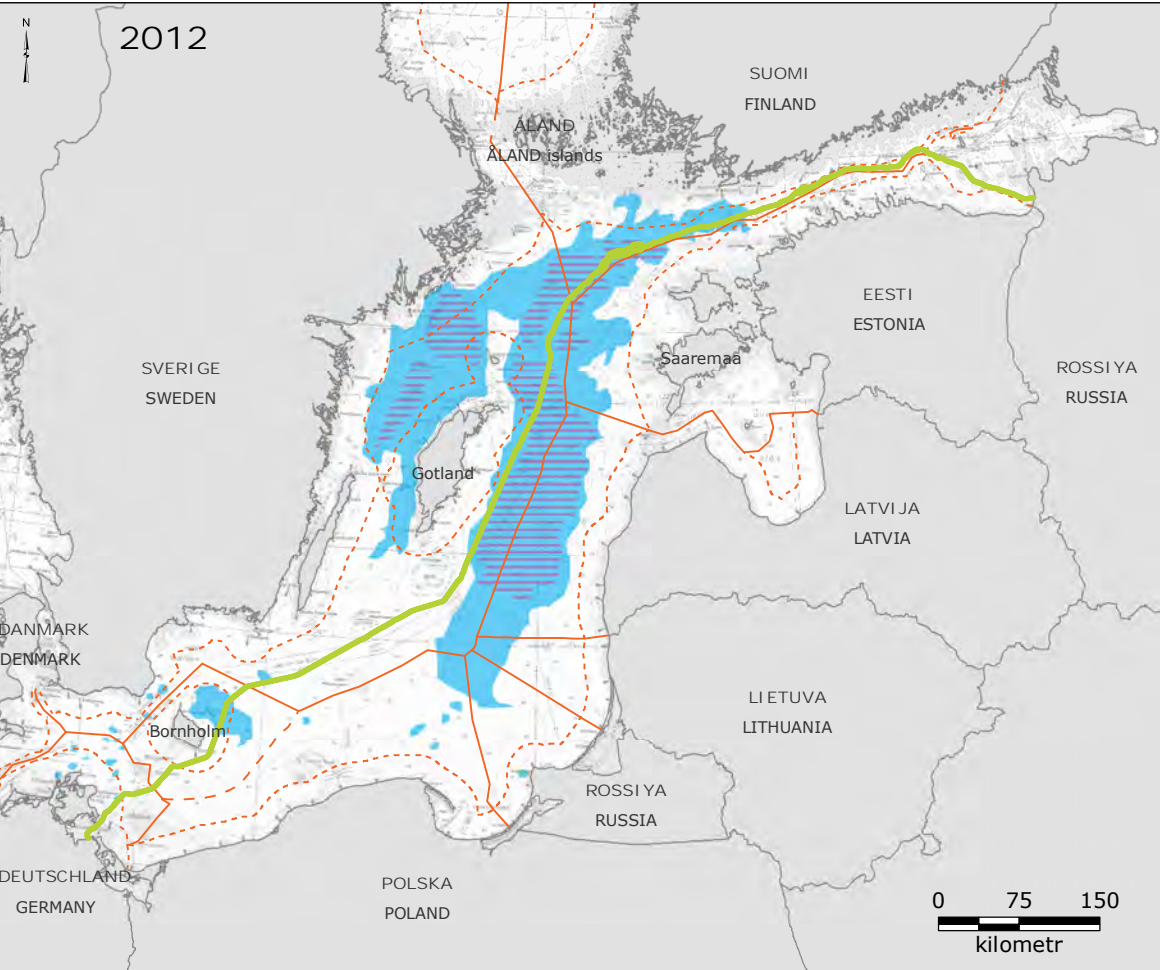 N
2012
SUOMI
FINLAND
ÅLAND
ÅLAND islands
EESTI
ESTONIA
SVERIGE
SWEDEN
Saaremaa
ROSSIYA
RUSSIA
Gotland
LATVIJA
LATVIA
DANMARK
DENMARK
LIETUVA
LITHUANIA
Bornholm
ROSSIYA
RUSSIA
DEUTSCHLAND
GERMANY
POLSKA
POLAND
0 75 150
kilometr